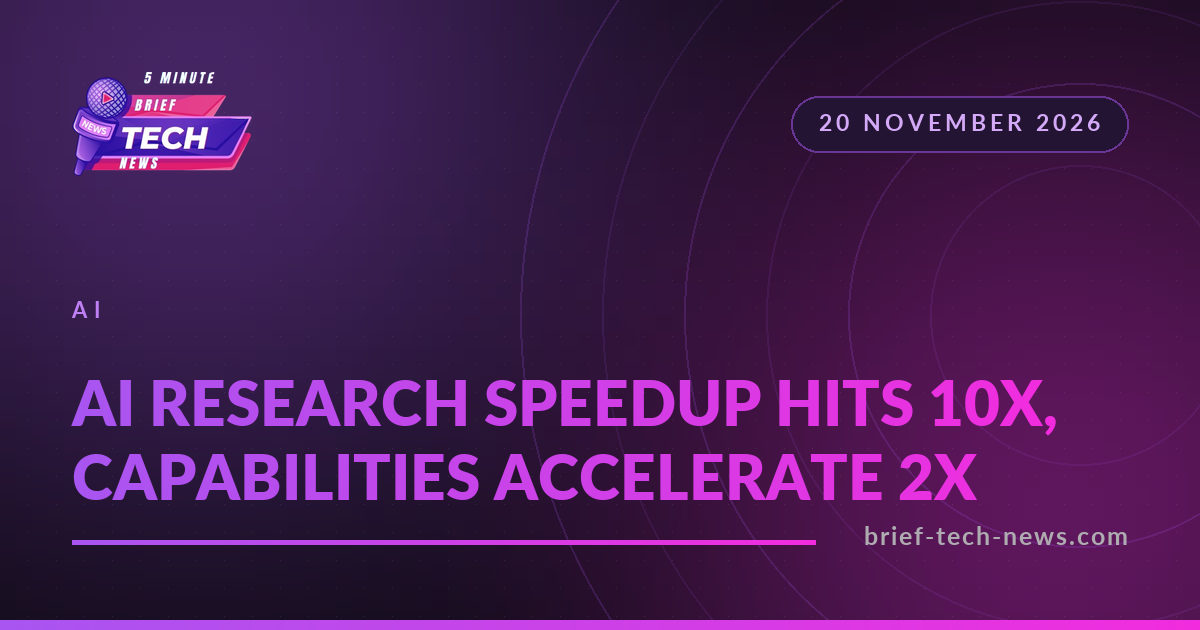 5 MINUTE
BRIEF
NEWS
TECH
NEWS
20 NOVEMBER 2026
AI
AI RESEARCH SPEEDUP HITS 10X,
CAPABILITIES ACCELERATE 2X
brief-tech-news.com